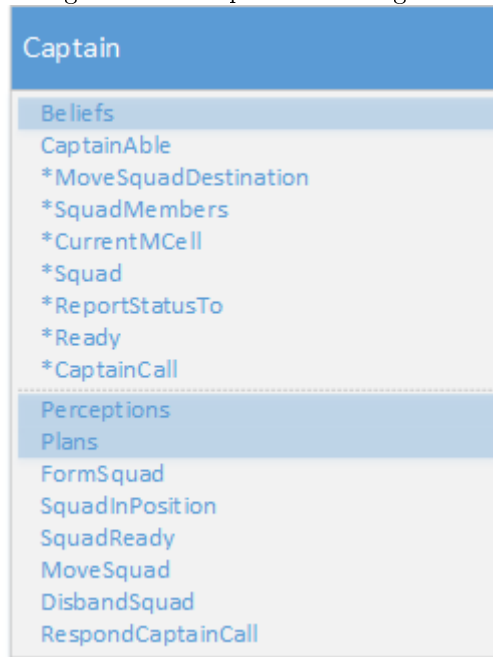 Captain
Beliefs
CaptainAble
*MoveSquadDestination
*SquadMembers
*CurrentMCell
*Squad
*ReportStatusTo
*Ready
*CaptainCall
Perceptions
Plans
FormSquad
SquadInPosition
SquadReady
MoveSquad
DisbandSquad
RespondCaptainCall